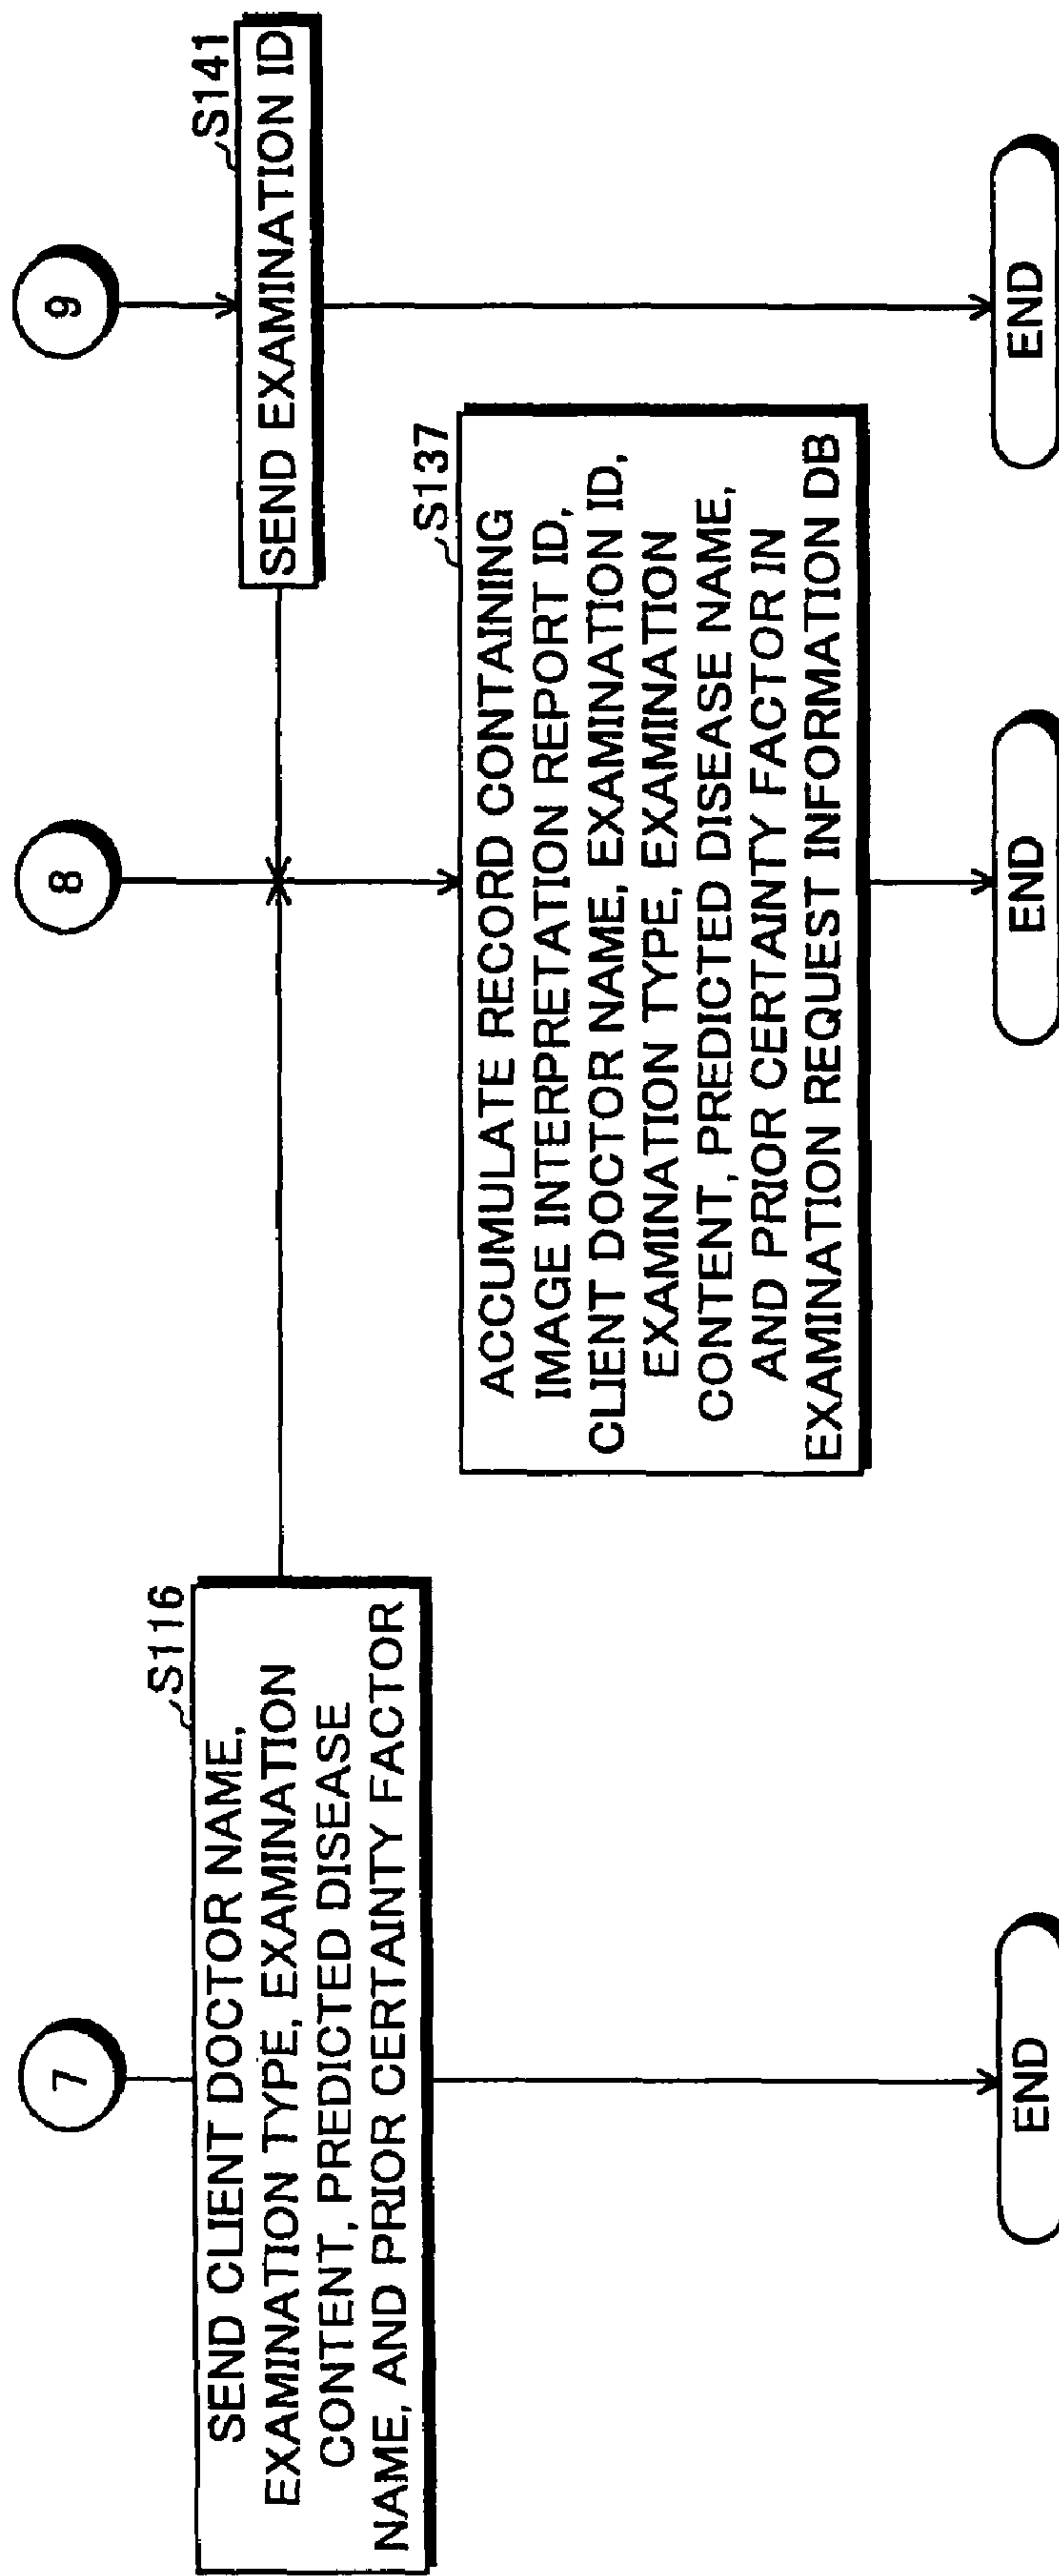 7
S116
SEND CLIENT DOCTOR NAME,
EXAMINATION TYPE, EXAMINATION
CONTENT, PREDICTED DISEASE
NAME, AND PRIOR CERTAINTY FACTOR
END
8
S137
ACCUMULATE RECORD CONTAINING
IMAGE INTERPRETATION REPORT ID,
CLIENT DOCTOR NAME, EXAMINATION ID,
EXAMINATION TYPE, EXAMINATION
CONTENT, PREDICTED DISEASE NAME,
AND PRIOR CERTAINTY FACTOR IN
EXAMINATION REQUEST INFORMATION DB
END
9
S141
SEND EXAMINATION ID
END